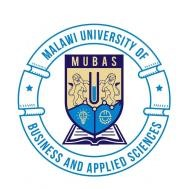 MALAWI UNIVERSITY OF
MUBAS
BUSINESS AND APPLIED SCIENCES